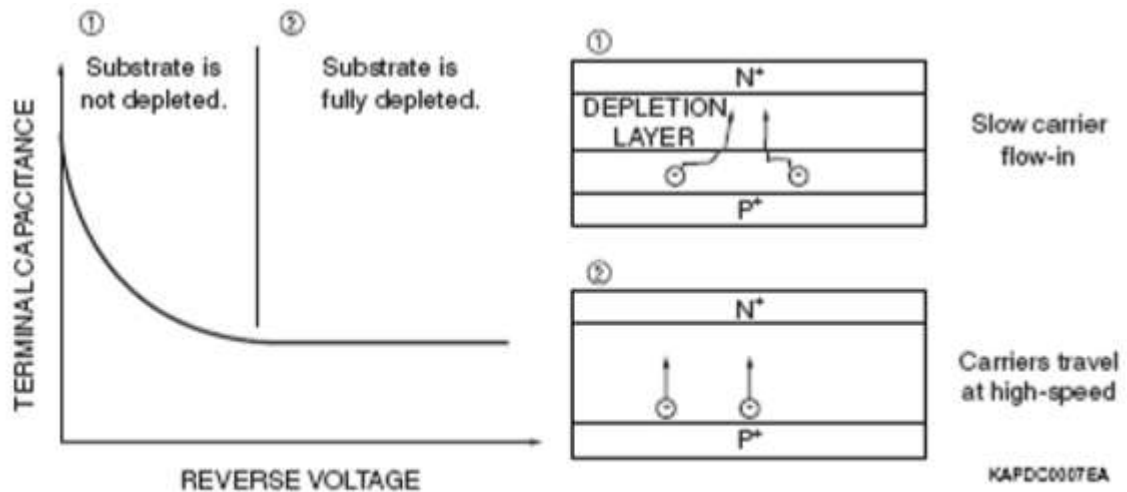 ①
Substrate is
not depleted.
②
Substrate is
fully depleted.
TERMINAL CAPACITANCE
REVERSE VOLTAGE
①
N+
DEPLETION
LAYER
-
-
P+
Slow carrier
flow-in
②
N+
-
-
P+
Carriers travel
at high-speed
KAPDC0007EA